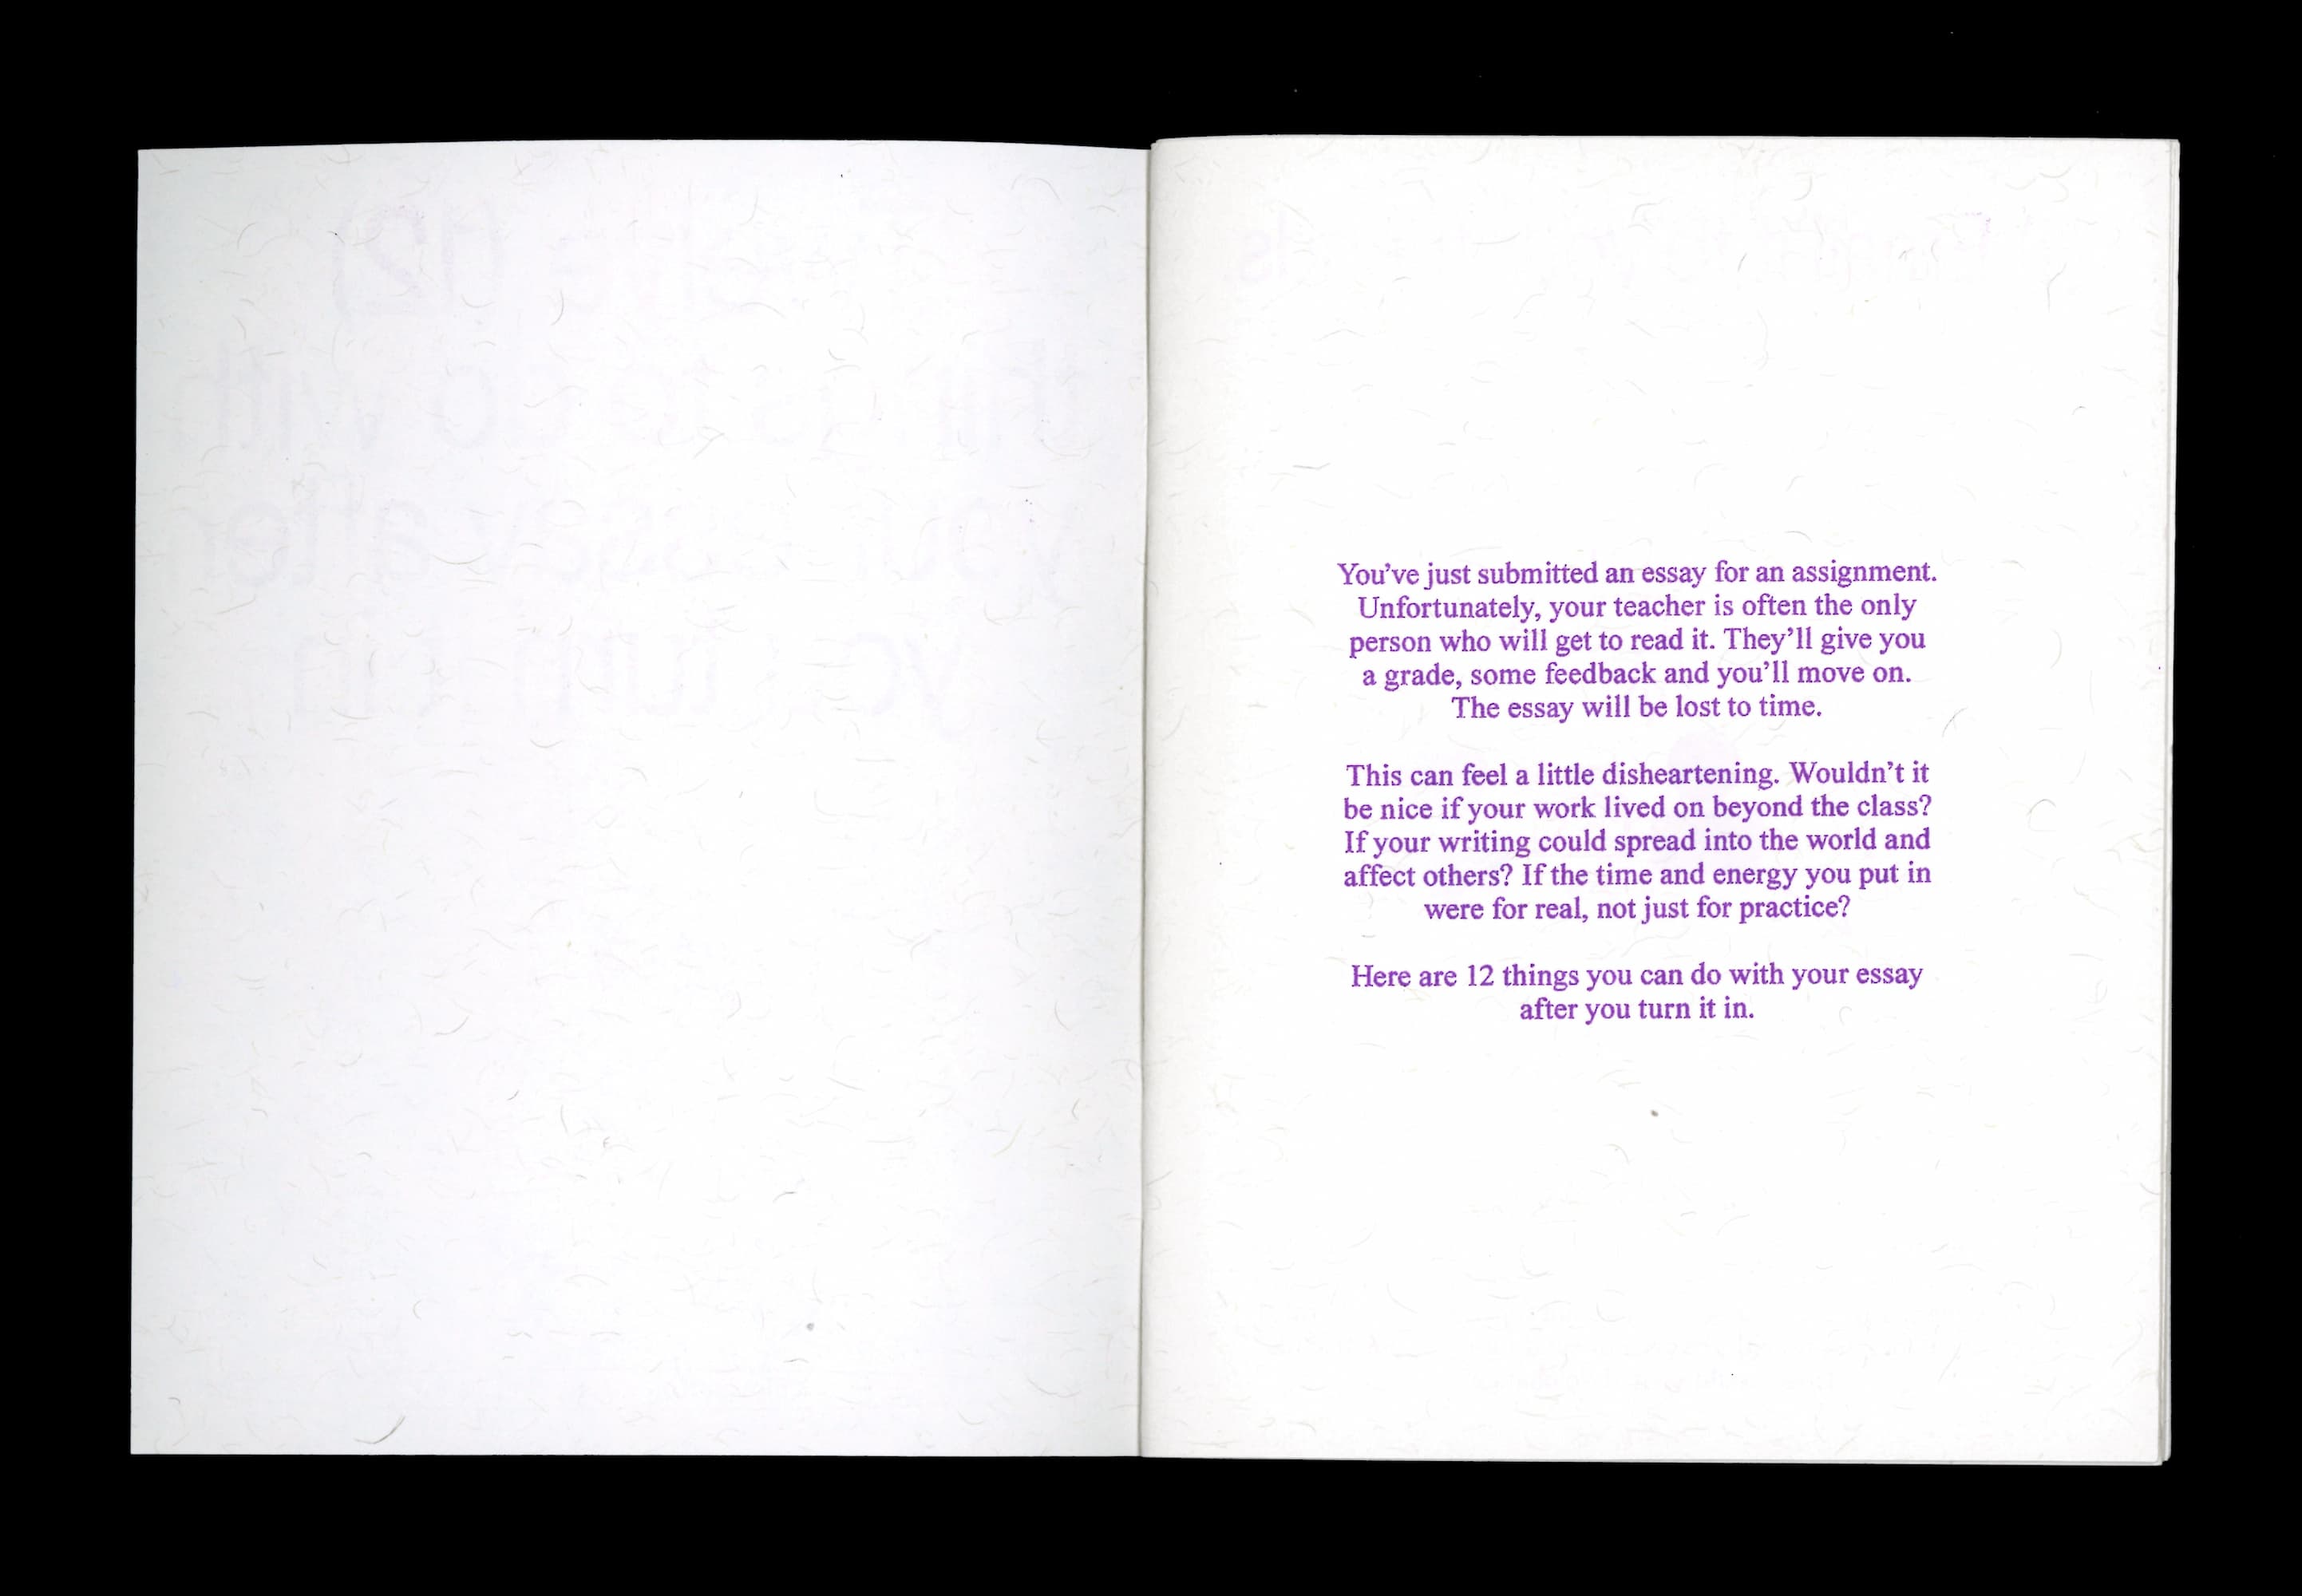 You’ve just submitted an essay for an assignment.
Unfortunately, your teacher is often the only
person who will get to read it. They’ll give you
a grade, some feedback and you’ll move on.
The essay will be lost to time.
This can feel a little disheartening. Wouldn’t it
be nice if your work lived on beyond the class?
If your writing could spread into the world and
affect others? If the time and energy you put in
were for real, not just for practice?
Here are 12 things you can do with your essay
after you turn it in.